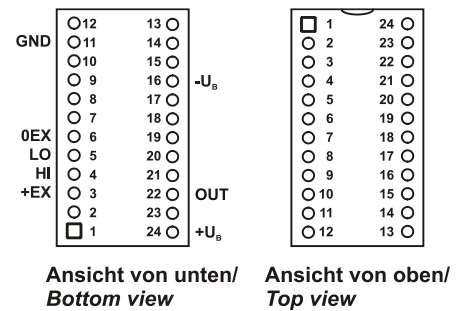 12 13 1 24
GND 11 14 2 23
10 15 3 22
9 16 -U_B 4 21
8 17 5 20
7 18 6 19
0EX 6 19 7 18
LO 5 20 8 17
HI 4 21 9 16
+EX 3 22 OUT 10 15
2 23 11 14
1 24 +U_B 12 13
Ansicht von unten/ Ansicht von oben/
Bottom view Top view